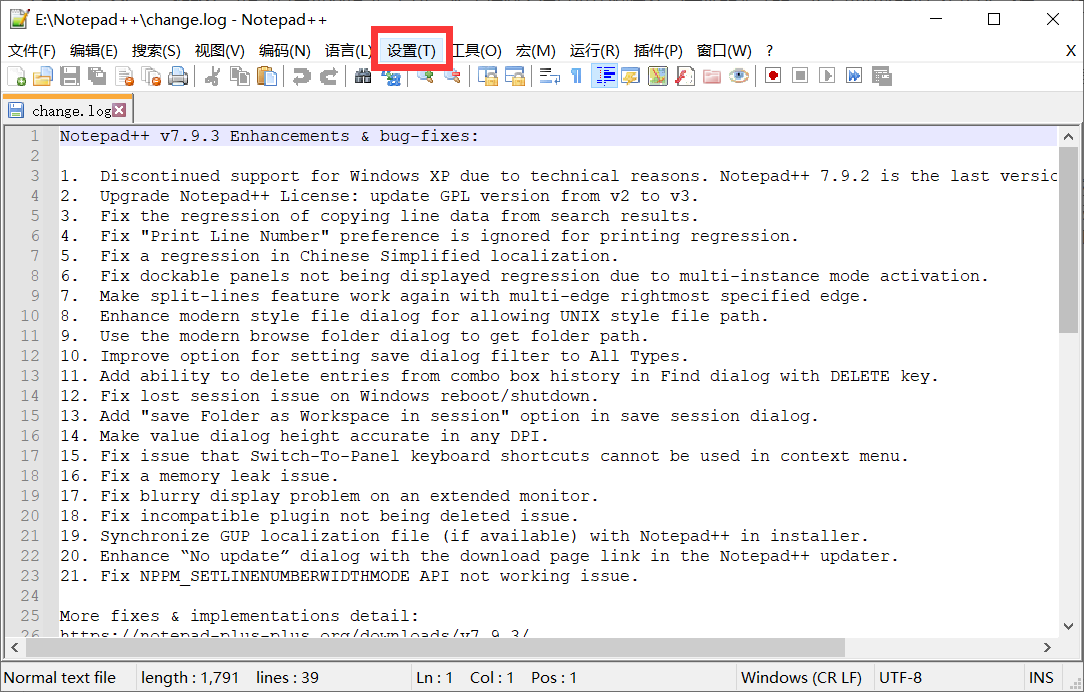 E:\Notepad++\change.log - Notepad++
文件(F) 编辑(E) 搜索(S) 视图(V) 编码(N) 语言(L) 设置(T) 工具(O) 宏(M) 运行(R) 插件(P) 窗口(W) ? X
change.log
1 Notepad++ v7.9.3 Enhancements & bug-fixes:
2
3 1. Discontinued support for Windows XP due to technical reasons. Notepad++ 7.9.2 is the last versio
4 2. Upgrade Notepad++ License: update GPL version from v2 to v3.
5 3. Fix the regression of copying line data from search results.
6 4. Fix "Print Line Number" preference is ignored for printing regression.
7 5. Fix a regression in Chinese Simplified localization.
8 6. Fix dockable panels not being displayed regression due to multi-instance mode activation.
9 7. Make split-lines feature work again with multi-edge rightmost specified edge.
10 8. Enhance modern style file dialog for allowing UNIX style file path.
11 9. Use the modern browse folder dialog to get folder path.
12 10. Improve option for setting save dialog filter to All Types.
13 11. Add ability to delete entries from combo box history in Find dialog with DELETE key.
14 12. Fix lost session issue on Windows reboot/shutdown.
15 13. Add "save Folder as Workspace in session" option in save session dialog.
16 14. Make value dialog height accurate in any DPI.
17 15. Fix issue that Switch-To-Panel keyboard shortcuts cannot be used in context menu.
18 16. Fix a memory leak issue.
19 17. Fix blurry display problem on an extended monitor.
20 18. Fix incompatible plugin not being deleted issue.
21 19. Synchronize GUP localization file (if available) with Notepad++ in installer.
22 20. Enhance “No update” dialog with the download page link in the Notepad++ updater.
23 21. Fix NPPM_SETLINENUMBERWIDTHMODE API not working issue.
24
25 More fixes & implementations detail:
26 https://notepad-plus-plus.org/downloads/v7.9.3/
Normal text file length : 1,791 lines : 39 Ln : 1 Col : 1 Pos : 1 Windows (CR LF) UTF-8 INS